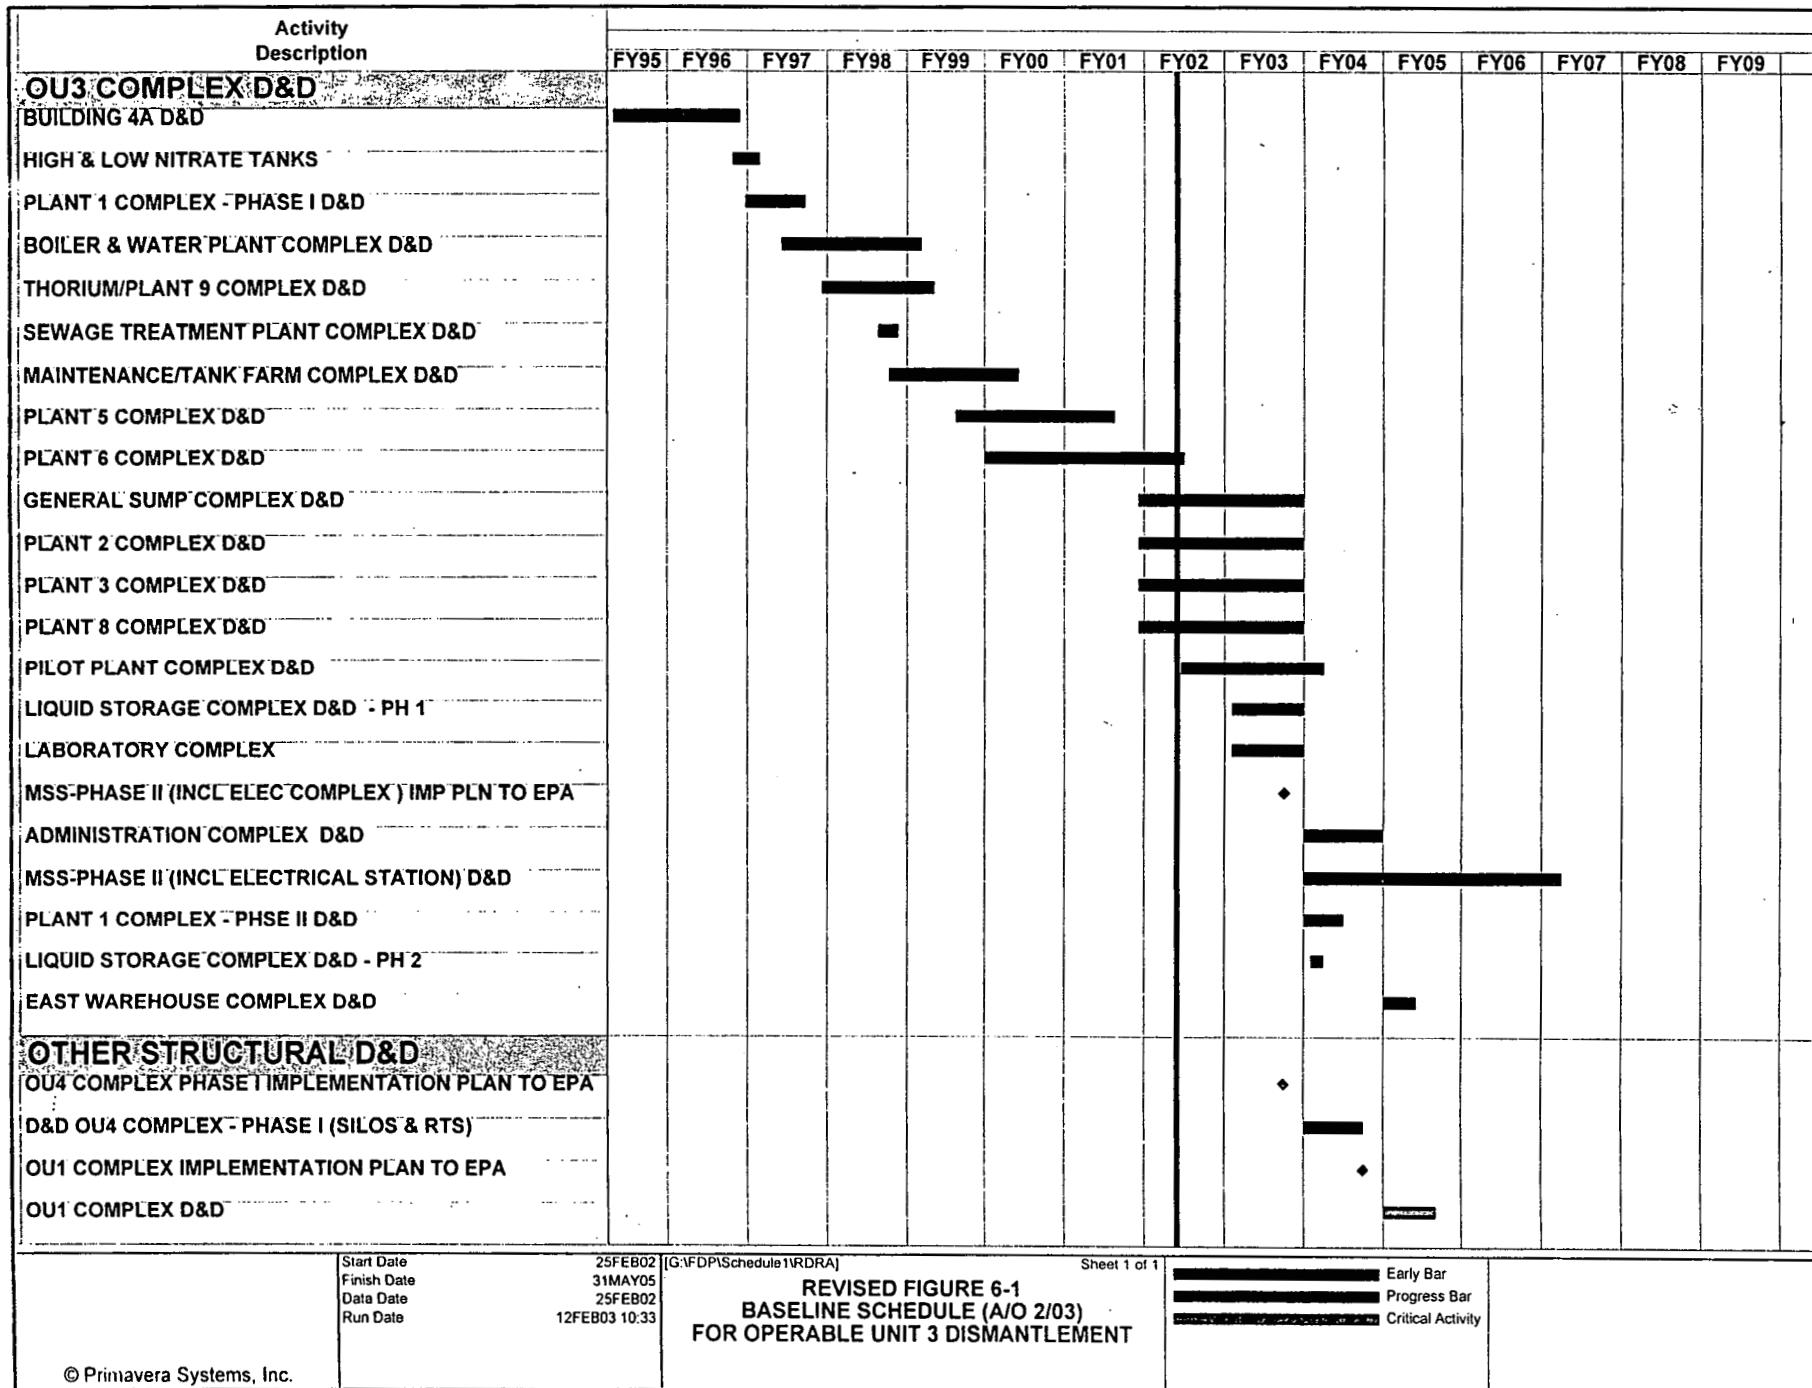 Activity
Description
FY95 FY96 FY97 FY98 FY99 FY00 FY01 FY02 FY03 FY04 FY05 FY06 FY07 FY08 FY09
OU3 COMPLEX D&D
BUILDING 4A D&D
HIGH & LOW NITRATE TANKS
PLANT 1 COMPLEX - PHASE I D&D
BOILER & WATER PLANT COMPLEX D&D
THORIUM/PLANT 9 COMPLEX D&D
SEWAGE TREATMENT PLANT COMPLEX D&D
MAINTENANCE/TANK FARM COMPLEX D&D
PLANT 5 COMPLEX D&D
PLANT 6 COMPLEX D&D
GENERAL SUMP COMPLEX D&D
PLANT 2 COMPLEX D&D
PLANT 3 COMPLEX D&D
PLANT 8 COMPLEX D&D
PILOT PLANT COMPLEX D&D
LIQUID STORAGE COMPLEX D&D - PH 1
LABORATORY COMPLEX
MSS-PHASE II (INCL ELEC COMPLEX ) IMP PLN TO EPA
ADMINISTRATION COMPLEX D&D
MSS-PHASE II (INCL ELECTRICAL STATION) D&D
PLANT 1 COMPLEX - PHSE II D&D
LIQUID STORAGE COMPLEX D&D - PH 2
EAST WAREHOUSE COMPLEX D&D
OTHER STRUCTURAL D&D
OU4 COMPLEX PHASE I IMPLEMENTATION PLAN TO EPA
D&D OU4 COMPLEX - PHASE I (SILOS & RTS)
OU1 COMPLEX IMPLEMENTATION PLAN TO EPA
OU1 COMPLEX D&D
Start Date 25FEB02
Finish Date 31MAY05
Data Date 25FEB02
Run Date 12FEB03 10:33
© Primavera Systems, Inc.
[G:\FDP\Schedule1\RDRA] Sheet 1 of 1
REVISED FIGURE 6-1
BASELINE SCHEDULE (A/O 2/03)
FOR OPERABLE UNIT 3 DISMANTLEMENT
Early Bar
Progress Bar
Critical Activity